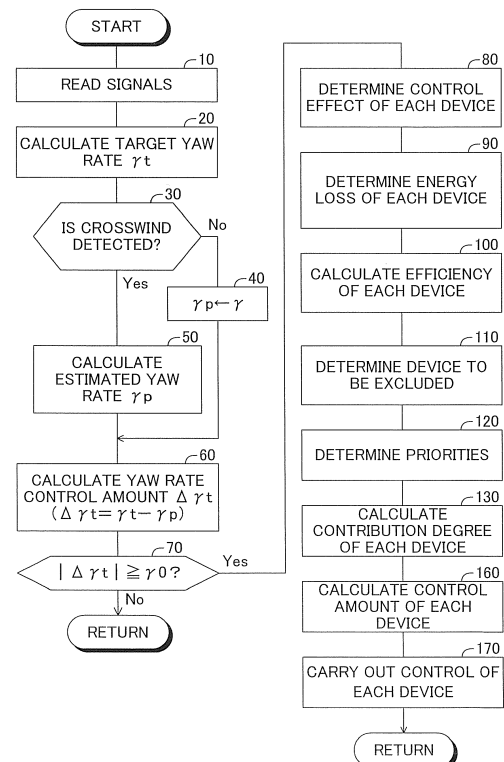 START
10
READ SIGNALS
20
CALCULATE TARGET YAW
RATE γt
30
IS CROSSWIND
DETECTED?
No
Yes
40
γp←γ
50
CALCULATE
ESTIMATED YAW
RATE γp
60
CALCULATE YAW RATE
CONTROL AMOUNT Δγt
(Δγt=γt−γp)
70
|Δγt|≧γ0?
Yes
No
RETURN
80
DETERMINE CONTROL
EFFECT OF EACH DEVICE
90
DETERMINE ENERGY
LOSS OF EACH DEVICE
100
CALCULATE EFFICIENCY
OF EACH DEVICE
110
DETERMINE DEVICE TO
BE EXCLUDED
120
DETERMINE PRIORITIES
130
CALCULATE
CONTRIBUTION DEGREE
OF EACH DEVICE
160
CALCULATE CONTROL
AMOUNT OF EACH
DEVICE
170
CARRY OUT CONTROL OF
EACH DEVICE
RETURN